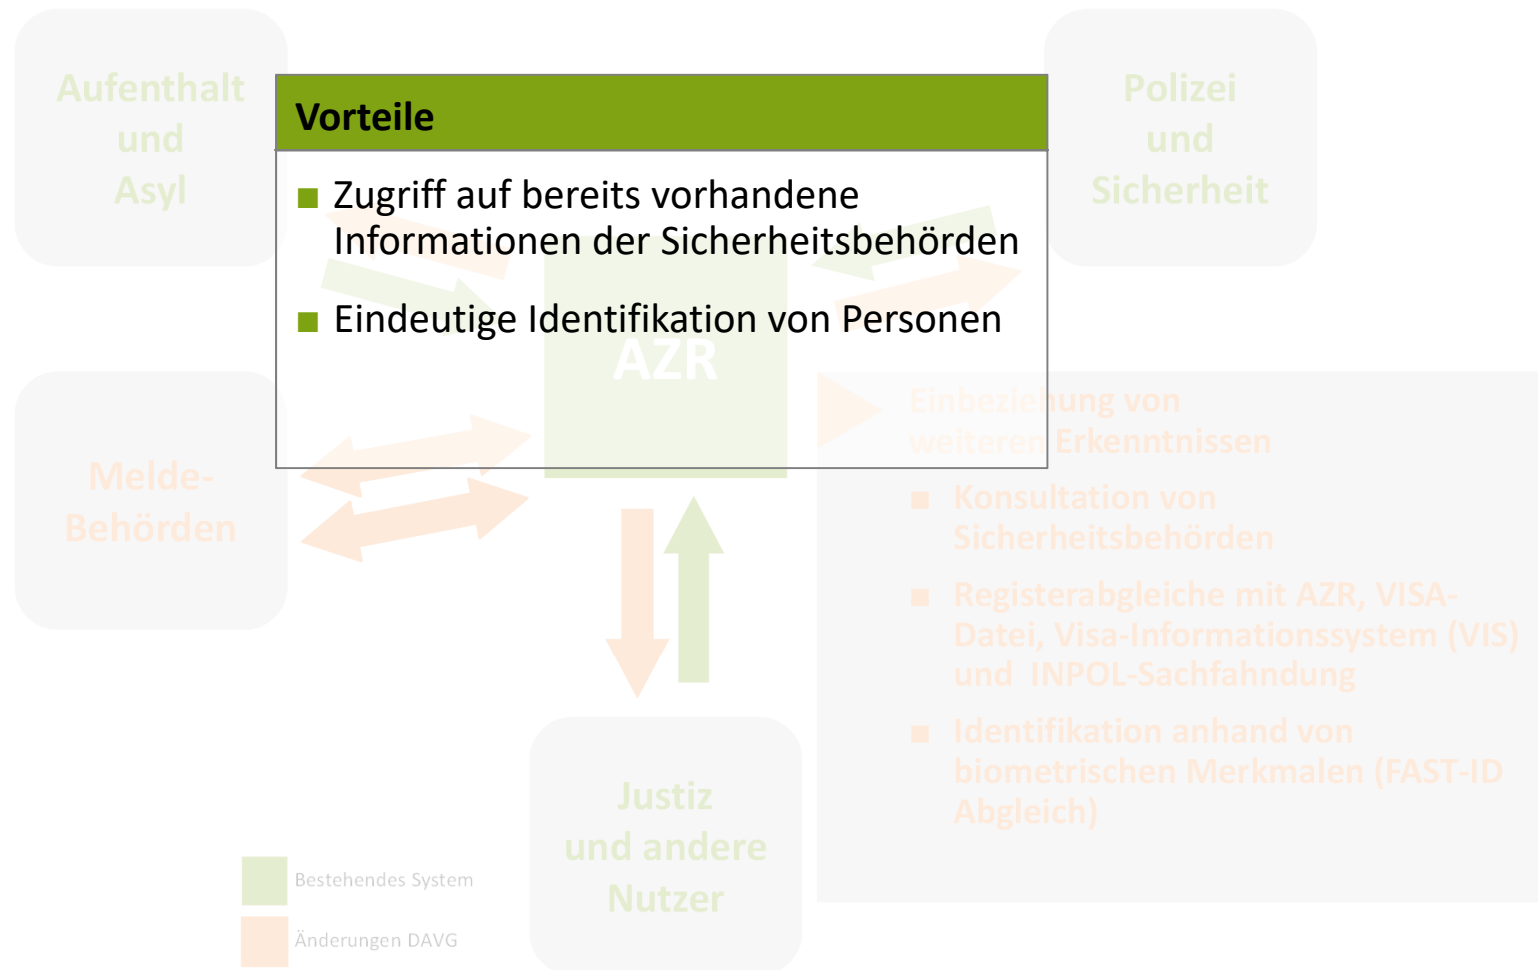 Aufenthalt
und
Asyl
Polizei
und
Sicherheit
Vorteile
■ Zugriff auf bereits vorhandene
Informationen der Sicherheitsbehörden
■ Eindeutige Identifikation von Personen
AZR
Melde-
Behörden
Einbeziehung von
weiteren Erkenntnissen
■ Konsultation von
Sicherheitsbehörden
■ Registerabgleiche mit AZR, VISA-
Datei, Visa-Informationssystem (VIS)
und INPOL-Sachfahndung
■ Identifikation anhand von
biometrischen Merkmalen (FAST-ID
Abgleich)
Justiz
und andere
Nutzer
Bestehendes System
Änderungen DAVG